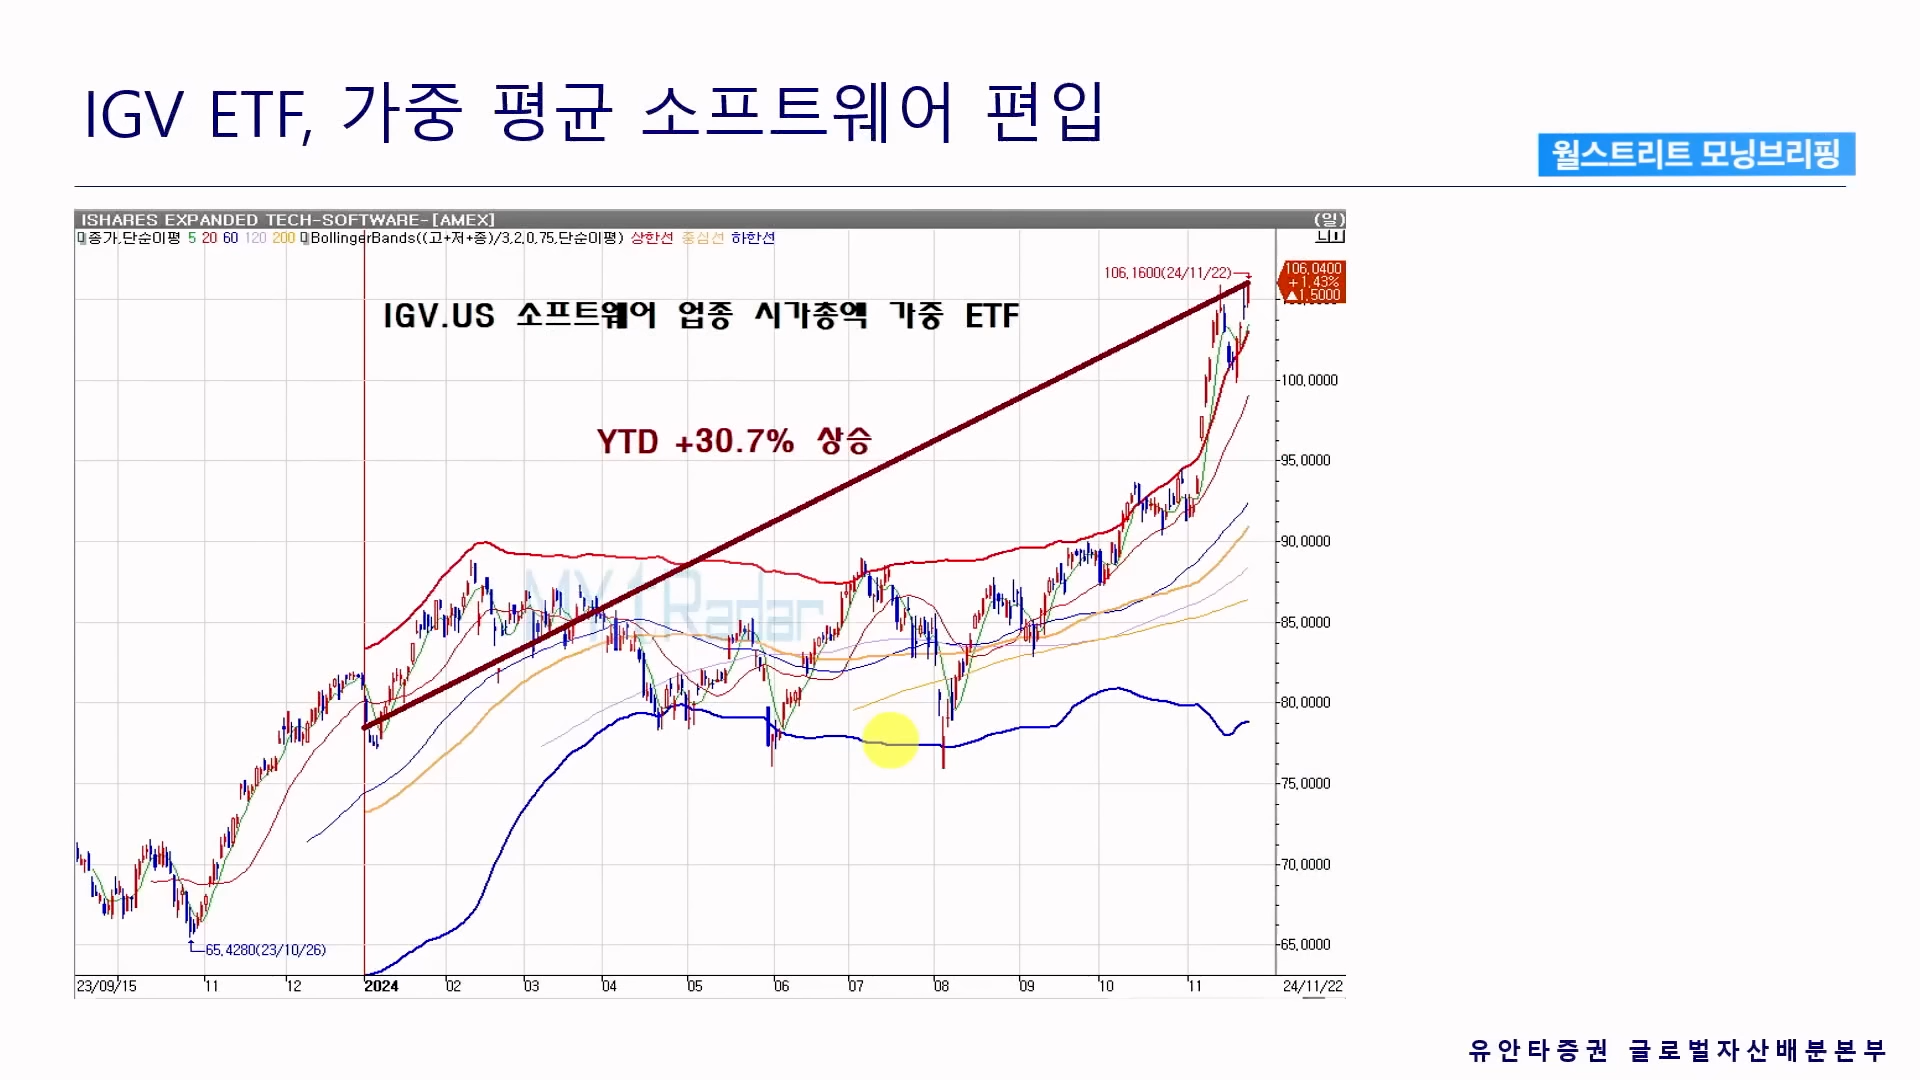 IGV ETF, 가중 평균 소프트웨어 편입
월스트리트 모닝브리핑
ISHARES EXPANDED TECH-SOFTWARE-[AMEX] (일)
종가,단순이평 5 20 60 120 200 BollingerBands((고+저+종)/3,2,0,75,단순이평) 상한선 중심선 하한선
106,1600(24/11/22)
106,0400
+1,43%
▲1,5000
IGV.US 소프트웨어 업종 시가총액 가중 ETF
YTD +30.7% 상승
100,0000
95,0000
90,0000
MY Radar
85,0000
80,0000
75,0000
70,0000
65,4280(23/10/26)
65,0000
23/09/15 11 12 2024 02 03 04 05 06 07 08 09 10 11 24/11/22
유안타증권 글로벌자산배분본부